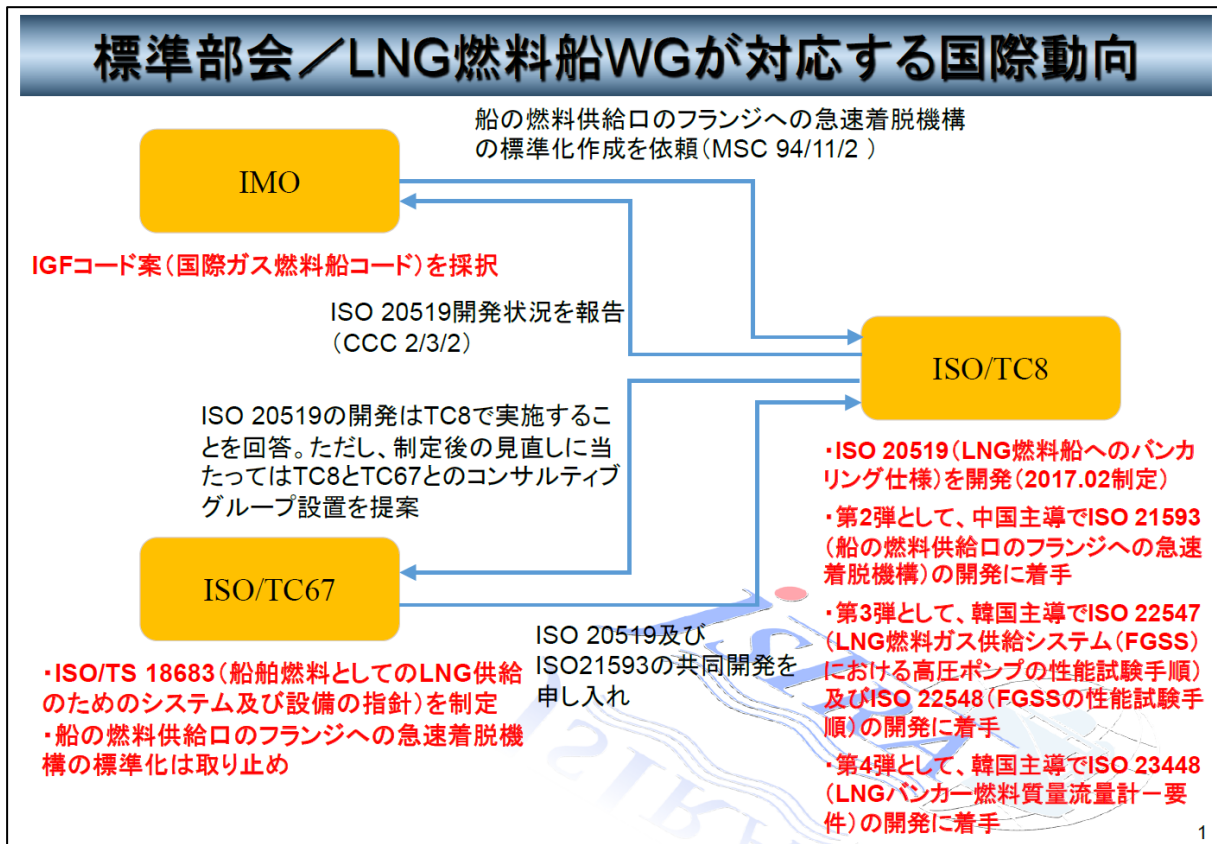 標準部会／LNG燃料船WGが対応する国際動向
船の燃料供給口のフランジへの急速着脱機構
の標準化作成を依頼（MSC 94/11/2 ）
IMO
IGFコード案（国際ガス燃料船コード）を採択
ISO 20519開発状況を報告
（CCC 2/3/2）
ISO/TC8
ISO 20519の開発はTC8で実施するこ
とを回答。ただし、制定後の見直しに当
たってはTC8とTC67とのコンサルティブ
グループ設置を提案
ISO/TC67
ISO 20519及び
ISO21593の共同開発を
申し入れ
・ISO/TS 18683（船舶燃料としてのLNG供給
のためのシステム及び設備の指針）を制定
・船の燃料供給口のフランジへの急速着脱機
構の標準化は取り止め
・ISO 20519（LNG燃料船へのバンカ
リング仕様）を開発（2017.02制定）
・第2弾として、中国主導でISO 21593
（船の燃料供給口のフランジへの急速
着脱機構）の開発に着手
・第3弾として、韓国主導でISO 22547
（LNG燃料ガス供給システム（FGSS）
における高圧ポンプの性能試験手順）
及びISO 22548（FGSSの性能試験手
順）の開発に着手
・第4弾として、韓国主導でISO 23448
（LNGバンカー燃料質量流量計－要
件）の開発に着手
1